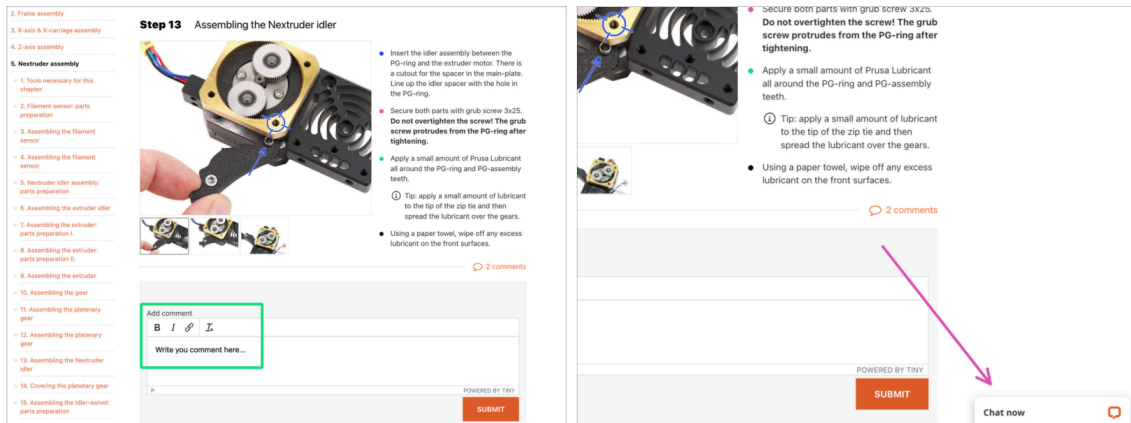 2. Frame assembly
3. X-axis & X-carriage assembly
4. Z-axis assembly
5. Nextruder assembly
1. Tools necessary for this
chapter
2. Filament sensor: parts
preparation
3. Assembling the filament
sensor
4. Assembling the filament
sensor
5. Nextruder idler assembly:
parts preparation
6. Assembling the extruder idler
7. Assembling the extruder:
parts preparation I.
8. Assembling the extruder:
parts preparation II.
9. Assembling the extruder
10. Assembling the gear
11. Assembling the platenary
gear
12. Assembling the platenary
gear
13. Assembling the Nextruder
idler
14. Covering the planetary gear
15. Assembling the Idler-swivel:
parts preparation
Step 13 Assembling the Nextruder idler
Insert the idler assembly between the
PG-ring and the extruder motor. There is
a cutout for the spacer in the main-plate.
Line up the idler spacer with the hole in
the PG-ring.
Secure both parts with grub screw 3x25.
Do not overtighten the screw! The grub
screw protrudes from the PG-ring after
tightening.
Apply a small amount of Prusa Lubricant
all around the PG-ring and PG-assembly
teeth.
Tip: apply a small amount of lubricant
to the tip of the zip tie and then
spread the lubricant over the gears.
Using a paper towel, wipe off any excess
lubricant on the front surfaces.
2 comments
Add comment
B I
Write you comment here...
P
POWERED BY TINY
SUBMIT
Secure both parts with grub screw 3x25.
Do not overtighten the screw! The grub
screw protrudes from the PG-ring after
tightening.
Apply a small amount of Prusa Lubricant
all around the PG-ring and PG-assembly
teeth.
Tip: apply a small amount of lubricant
to the tip of the zip tie and then
spread the lubricant over the gears.
Using a paper towel, wipe off any excess
lubricant on the front surfaces.
2 comments
POWERED BY TINY
SUBMIT
Chat now